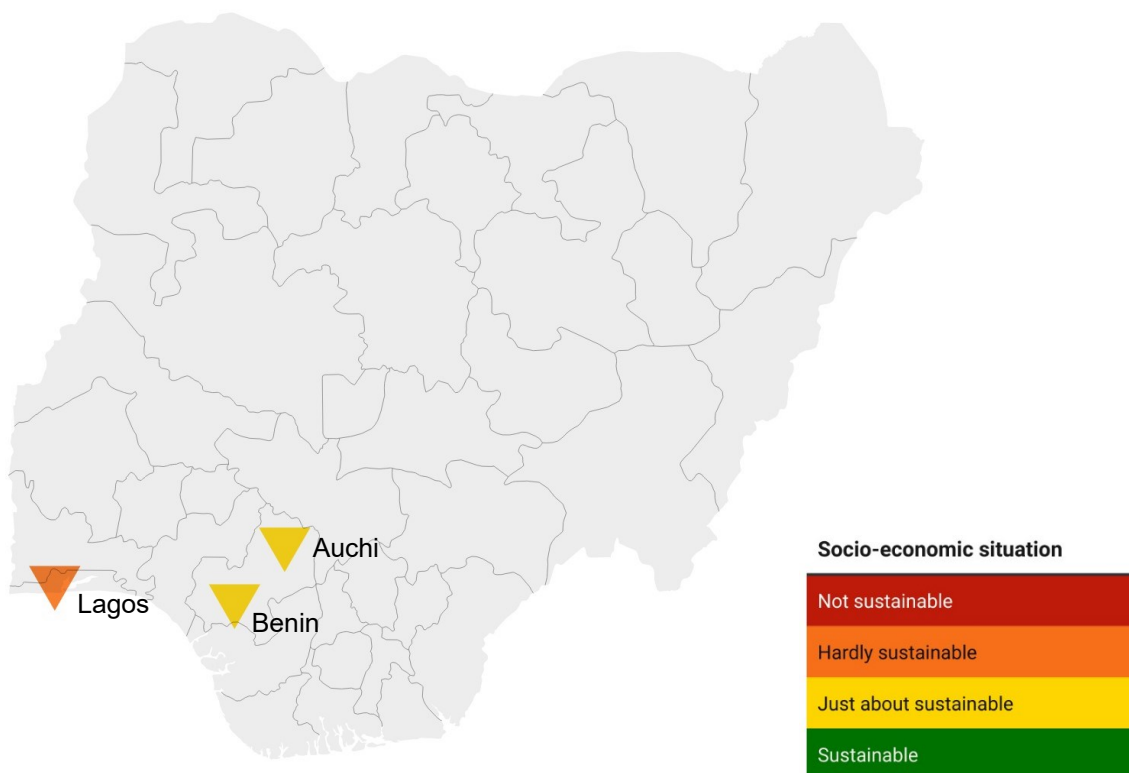 Auchi
Lagos
Benin
Socio-economic situation
Not sustainable
Hardly sustainable
Just about sustainable
Sustainable